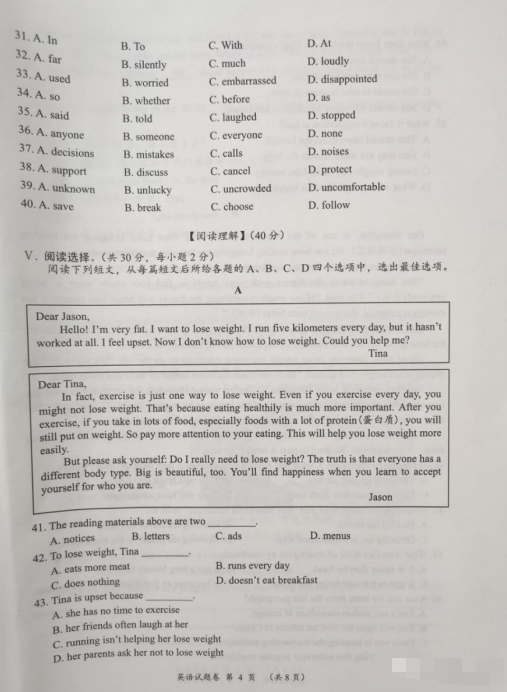 31. A. In B. To C. With D. At
32. A. far B. silently C. much D. loudly
33. A. used B. worried C. embarrassed D. disappointed
34. A. so B. whether C. before D. as
35. A. said B. told C. laughed D. stopped
36. A. anyone B. someone C. everyone D. none
37. A. decisions B. mistakes C. calls D. noises
38. A. support B. discuss C. cancel D. protect
39. A. unknown B. unlucky C. uncrowded D. uncomfortable
40. A. save B. break C. choose D. follow
【阅读理解】(40 分)
V. 阅读选择。(共 30 分，每小题 2 分)
阅读下列短文，从每篇短文后所给各题的 A、B、C、D 四个选项中，选出最佳选项。
A
Dear Jason,
Hello! I'm very fat. I want to lose weight. I run five kilometers every day, but it hasn't
worked at all. I feel upset. Now I don't know how to lose weight. Could you help me?
Tina
Dear Tina,
In fact, exercise is just one way to lose weight. Even if you exercise every day, you
might not lose weight. That's because eating healthily is much more important. After you
exercise, if you take in lots of food, especially foods with a lot of protein(蛋白质), you will
still put on weight. So pay more attention to your eating. This will help you lose weight more
easily.
But please ask yourself: Do I really need to lose weight? The truth is that everyone has a
different body type. Big is beautiful, too. You'll find happiness when you learn to accept
yourself for who you are.
Jason
41. The reading materials above are two ________.
A. notices B. letters C. ads D. menus
42. To lose weight, Tina ________.
A. eats more meat B. runs every day
C. does nothing D. doesn't eat breakfast
43. Tina is upset because ________.
A. she has no time to exercise
B. her friends often laugh at her
C. running isn't helping her lose weight
D. her parents ask her not to lose weight
英语试题卷 第 4 页 (共 8 页)